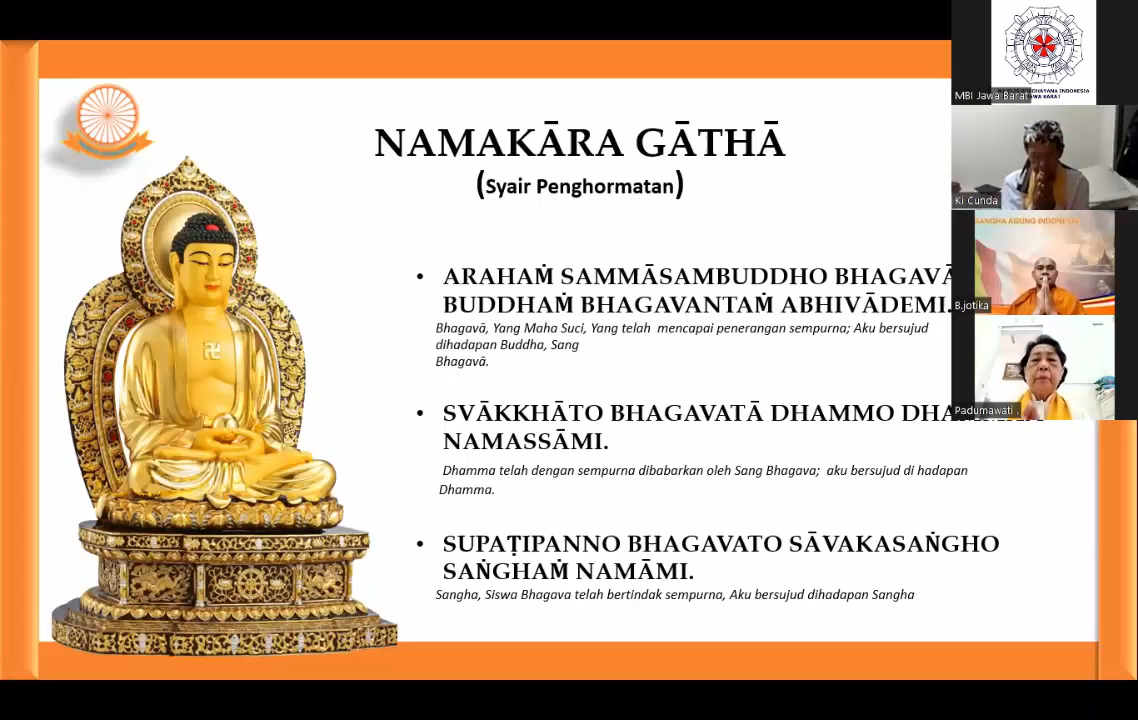 NAMAKĀRA GĀTHĀ
(Syair Penghormatan)
• ARAHAṀ SAMMĀSAMBUDDHO BHAGAVĀ
BUDDHAṀ BHAGAVANTAṀ ABHIVĀDEMI.
Bhagavā, Yang Maha Suci, Yang telah mencapai penerangan sempurna; Aku bersujud
dihadapan Buddha, Sang
Bhagavā.
• SVĀKKHĀTO BHAGAVATĀ DHAMMO
NAMASSĀMI.
Dhamma telah dengan sempurna dibabarkan oleh Sang Bhagava; aku bersujud di hadapan
Dhamma.
• SUPAṬIPANNO BHAGAVATO SĀVAKASAṄGHO
SAṄGHAṀ NAMĀMI.
Sangha, Siswa Bhagava telah bertindak sempurna, Aku bersujud dihadapan Sangha
MBI Jawa Barat
Ki Cunda
SANGHA AGUNG INDONESIA
B.jotika
Padumawati .